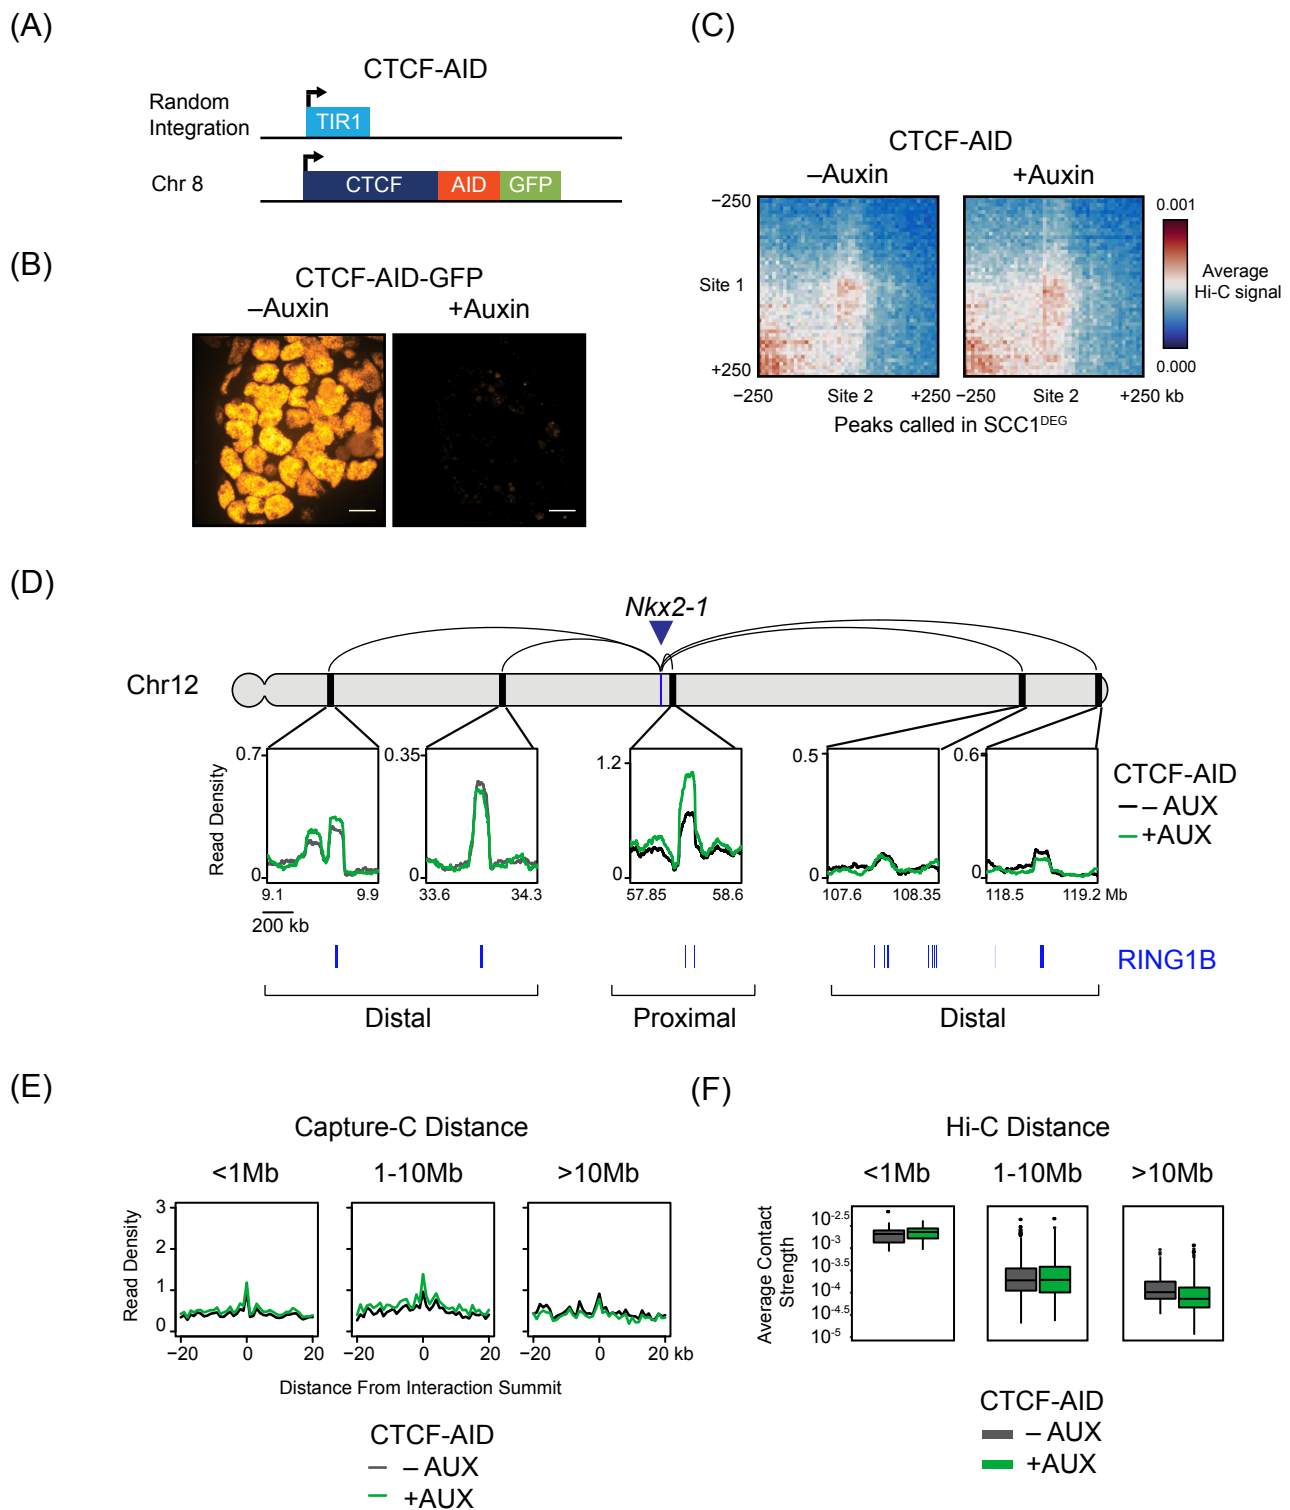 (A)
CTCF-AID
Random
Integration
TIR1
Chr 8
CTCF AID GFP
(B)
CTCF-AID-GFP
–Auxin +Auxin
(C)
CTCF-AID
–Auxin +Auxin
−250
Site 1
+250
−250 Site 2 +250 −250 Site 2 +250 kb
0.001
Average
Hi-C signal
0.000
Peaks called in SCC1DEG
(D)
Nkx2-1
Chr12
Read Density
0.7 0.35 1.2 0.5 0.6
0 0 0 0 0
9.1 9.9 33.6 34.3 57.85 58.6 107.6 108.35 118.5 119.2 Mb
200 kb
CTCF-AID
– AUX
+AUX
RING1B
Distal Proximal Distal
(E)
Capture-C Distance
<1Mb 1-10Mb >10Mb
Read Density
3
2
1
0
−20 0 20 −20 0 20 −20 0 20 kb
Distance From Interaction Summit
CTCF-AID
– AUX
+AUX
(F)
Hi-C Distance
<1Mb 1-10Mb >10Mb
Average Contact
Strength
10-2.5
10-3
10-3.5
10-4
10-4.5
10-5
CTCF-AID
– AUX
+AUX